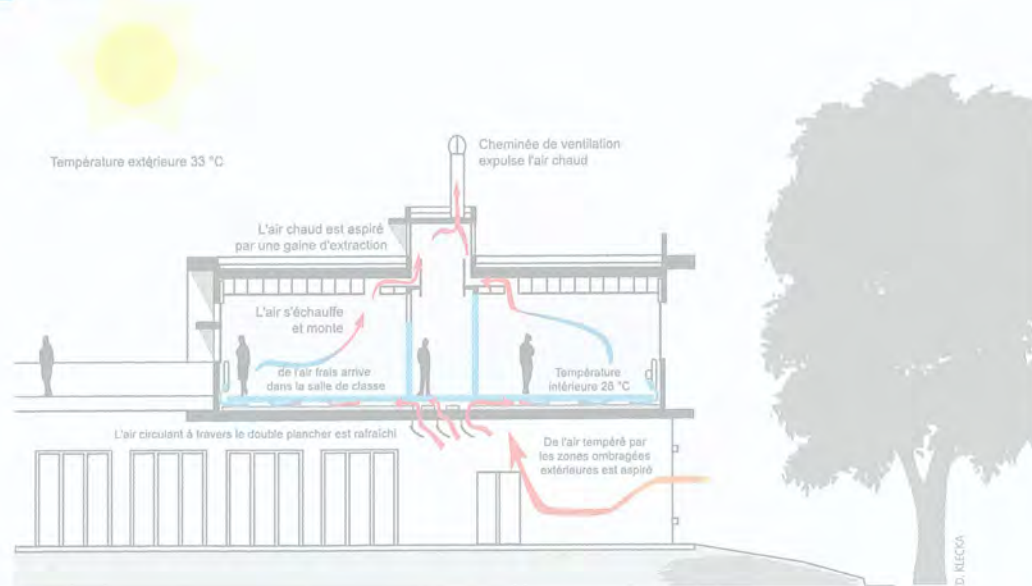 Température extérieure 33 °C
Cheminée de ventilation
expulse l'air chaud
L'air chaud est aspiré
par une gaine d'extraction
L'air s'échauffe
et monte
de l'air frais arrive
dans la salle de classe
Température
intérieure 28 °C
L'air circulant à travers le double plancher est rafraîchi
De l'air tempéré par
les zones ombragées
extérieures est aspiré
D. KLECKA